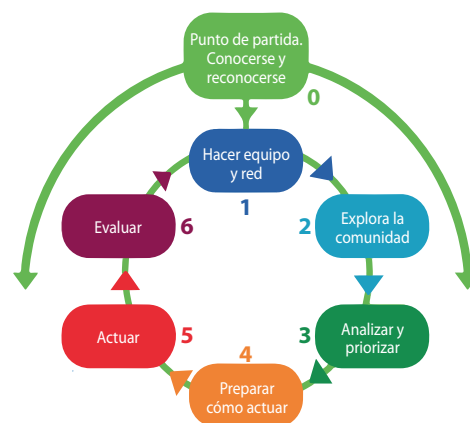 Punto de partida.
Conocerse y
reconocerse
0
Hacer equipo
y red
1
2
Explora la
comunidad
3
Analizar y
priorizar
4
Preparar
cómo actuar
5
Actuar
6
Evaluar